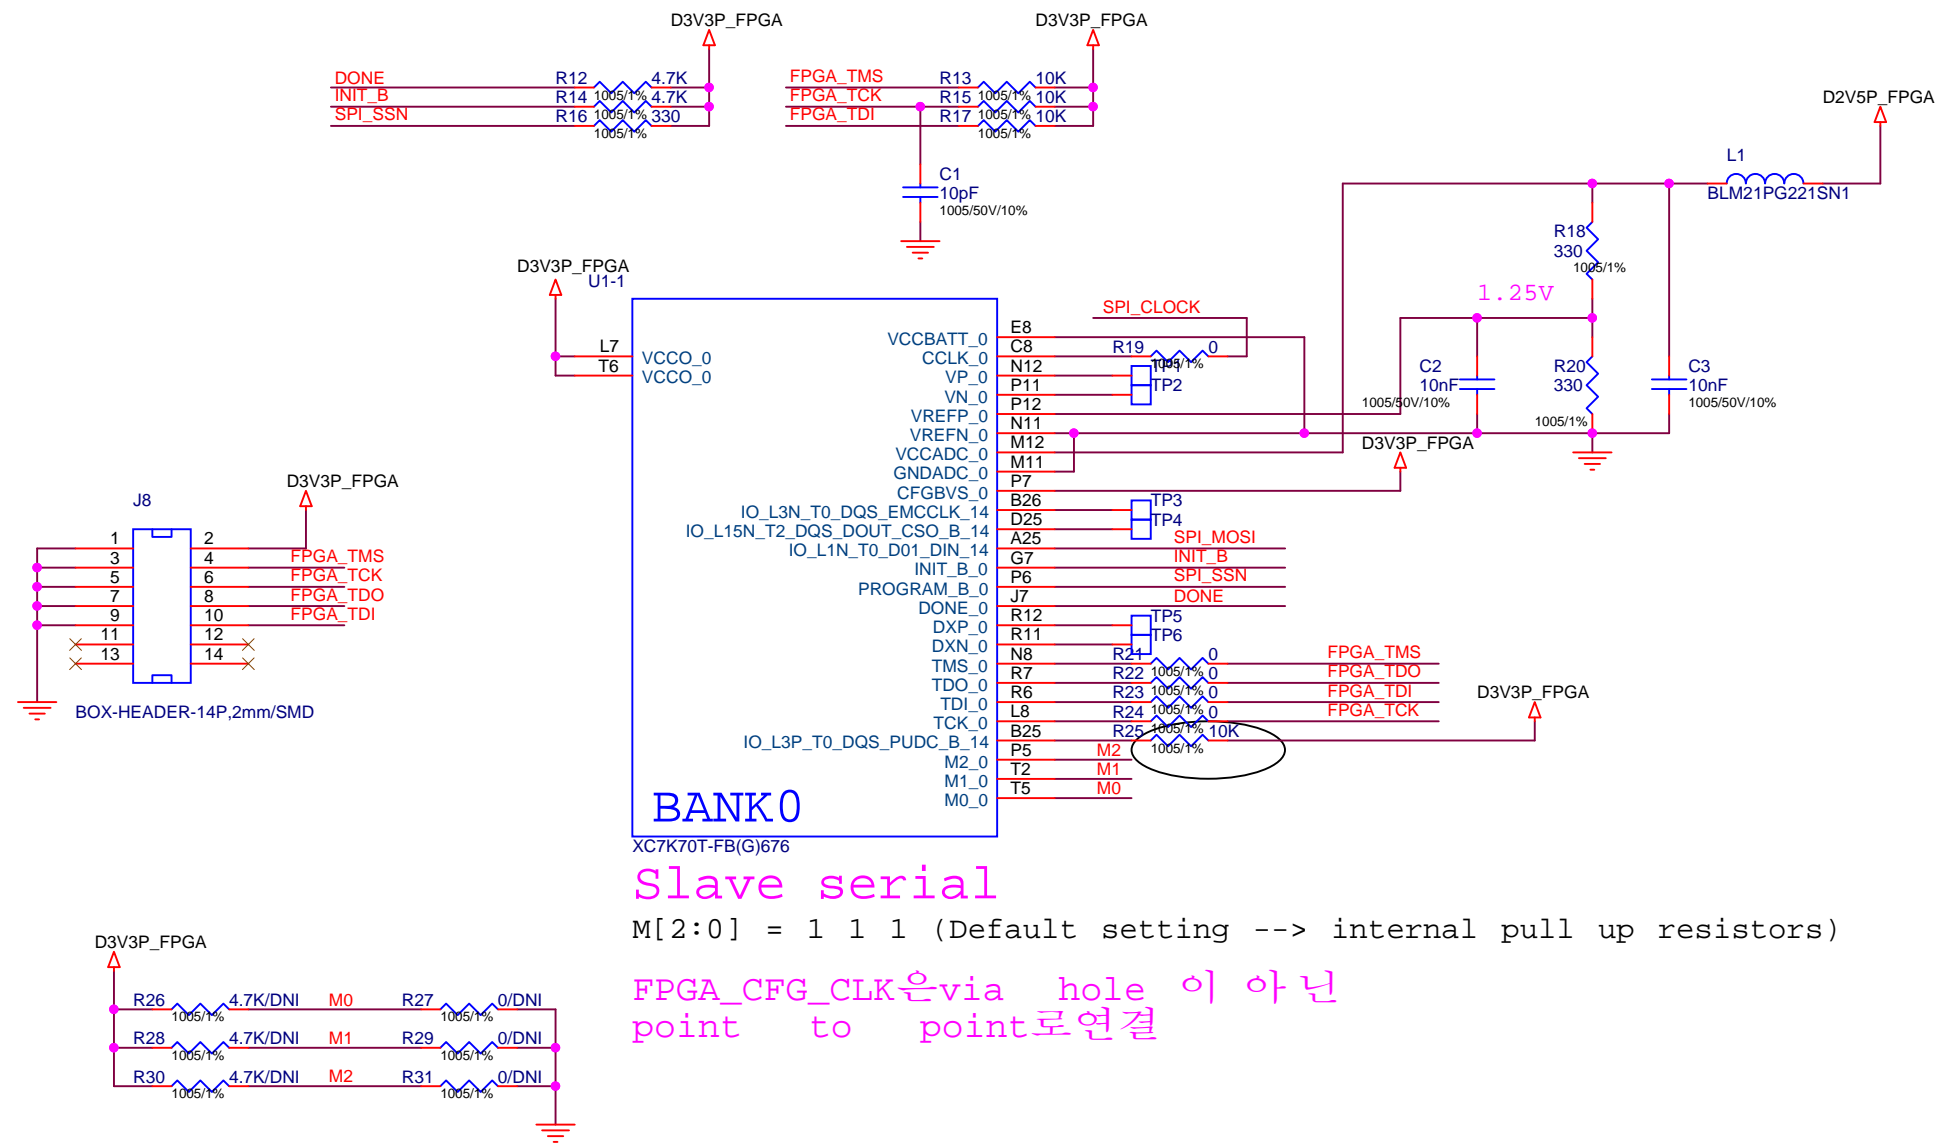 D3V3P_FPGA
DONE R12 4.7K
1005/1%
INIT_B R14 4.7K
1005/1%
SPI_SSN R16 330
1005/1%
D3V3P_FPGA
FPGA_TMS R13 10K
1005/1%
FPGA_TCK R15 10K
1005/1%
FPGA_TDI R17 10K
1005/1%
C1
10pF
1005/50V/10%
D2V5P_FPGA
L1
BLM21PG221SN1
R18
330
1005/1%
1.25V
C2
10nF
1005/50V/10%
R20
330
1005/1%
C3
10nF
1005/50V/10%
D3V3P_FPGA
U1-1
L7 VCCO_0
T6 VCCO_0
SPI_CLOCK
VCCBATT_0 E8
CCLK_0 C8 R19 0
1005/1%
VP_0 N12 TP1
VN_0 P11 TP2
VREFP_0 P12
VREFN_0 N11
VCCADC_0 M12
GNDADC_0 M11
D3V3P_FPGA
CFGBVS_0 P7
IO_L3N_T0_DQS_EMCCLK_14 B26 TP3
IO_L15N_T2_DQS_DOUT_CSO_B_14 D25 TP4
IO_L1N_T0_D01_DIN_14 A25 SPI_MOSI
INIT_B_0 G7 INIT_B
PROGRAM_B_0 P6 SPI_SSN
DONE_0 J7 DONE
DXP_0 R12 TP5
DXN_0 R11 TP6
TMS_0 N8 R21 0 FPGA_TMS
1005/1%
TDO_0 R7 R22 0 FPGA_TDO
1005/1%
TDI_0 R6 R23 0 FPGA_TDI
1005/1%
TCK_0 L8 R24 0 FPGA_TCK
1005/1%
D3V3P_FPGA
IO_L3P_T0_DQS_PUDC_B_14 B25 R25 10K
1005/1%
M2_0 P5 M2
M1_0 T2 M1
M0_0 T5 M0
BANK0
XC7K70T-FB(G)676
J8
D3V3P_FPGA
1 2
3 4 FPGA_TMS
5 6 FPGA_TCK
7 8 FPGA_TDO
9 10 FPGA_TDI
11 12
13 14
BOX-HEADER-14P,2mm/SMD
Slave serial
M[2:0] = 1 1 1 (Default setting --> internal pull up resistors)
FPGA_CFG_CLK은via hole 이 아닌
point to point로연결
D3V3P_FPGA
R26 4.7K/DNI M0 R27 0/DNI
1005/1% 1005/1%
R28 4.7K/DNI M1 R29 0/DNI
1005/1% 1005/1%
R30 4.7K/DNI M2 R31 0/DNI
1005/1% 1005/1%